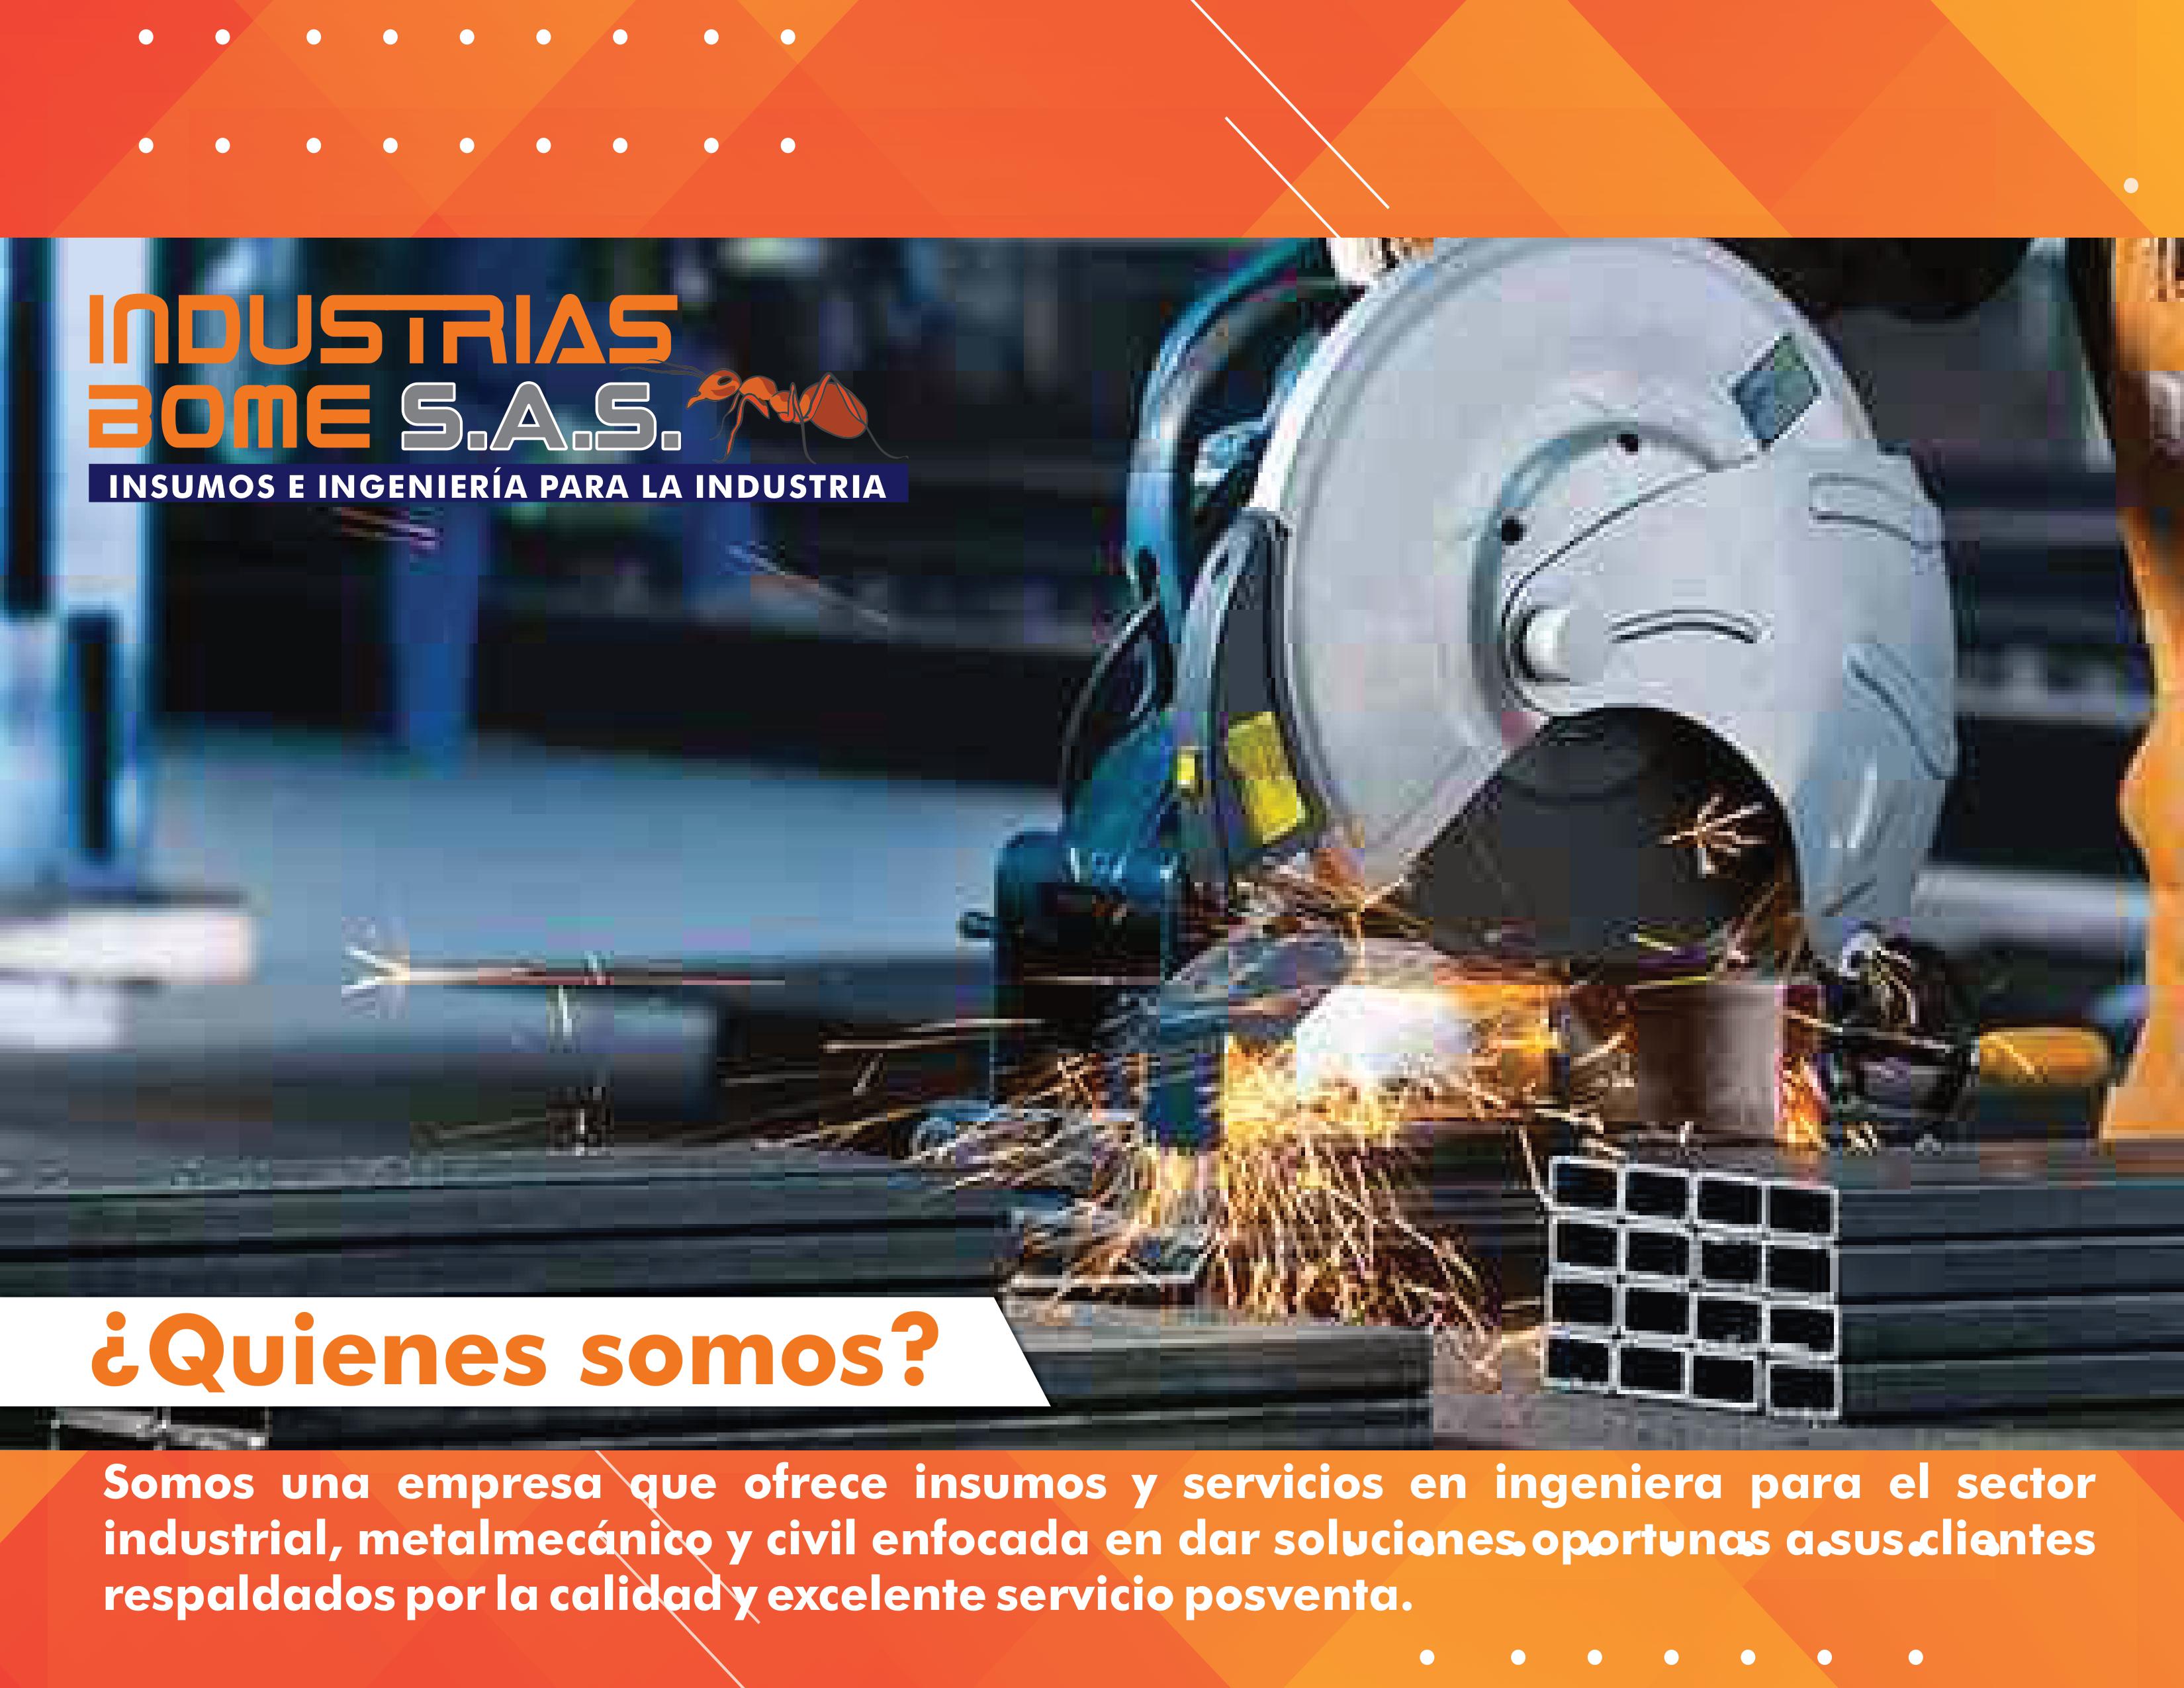 INDUSTRIAS
BOME S.A.S.
INSUMOS E INGENIERÍA PARA LA INDUSTRIA
¿Quienes somos?
Somos una empresa que ofrece insumos y servicios en ingeniera para el sector
industrial, metalmecánico y civil enfocada en dar soluciones oportunas a sus clientes
respaldados por la calidad y excelente servicio posventa.